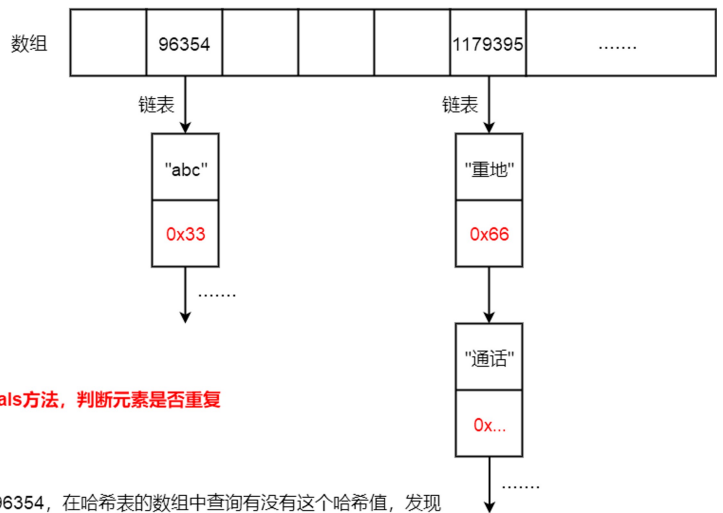 数组 96354 1179395 .......
链表 链表
"abc" "重地"
0x33 0x66
.......
"通话"
als方法，判断元素是否重复
0x...
.......
96354，在哈希表的数组中查询有没有这个哈希值，发现